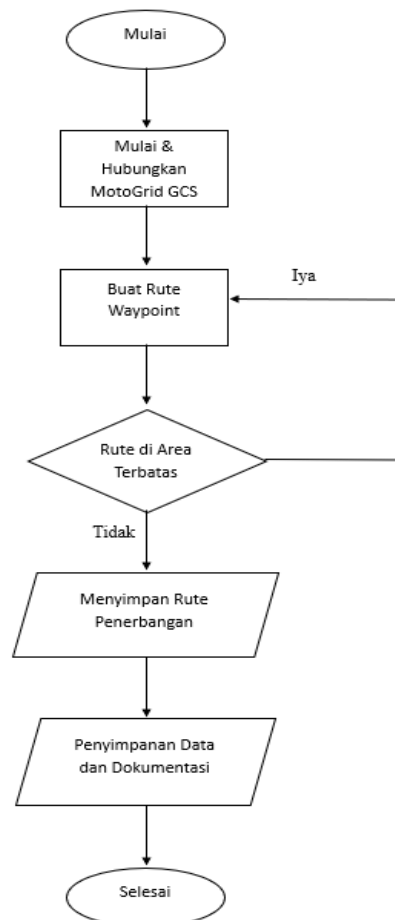 Mulai
Mulai &
Hubungkan
MotoGrid GCS
Buat Rute
Waypoint
Iya
Rute di Area
Terbatas
Tidak
Menyimpan Rute
Penerbangan
Penyimpanan Data
dan Dokumentasi
Selesai